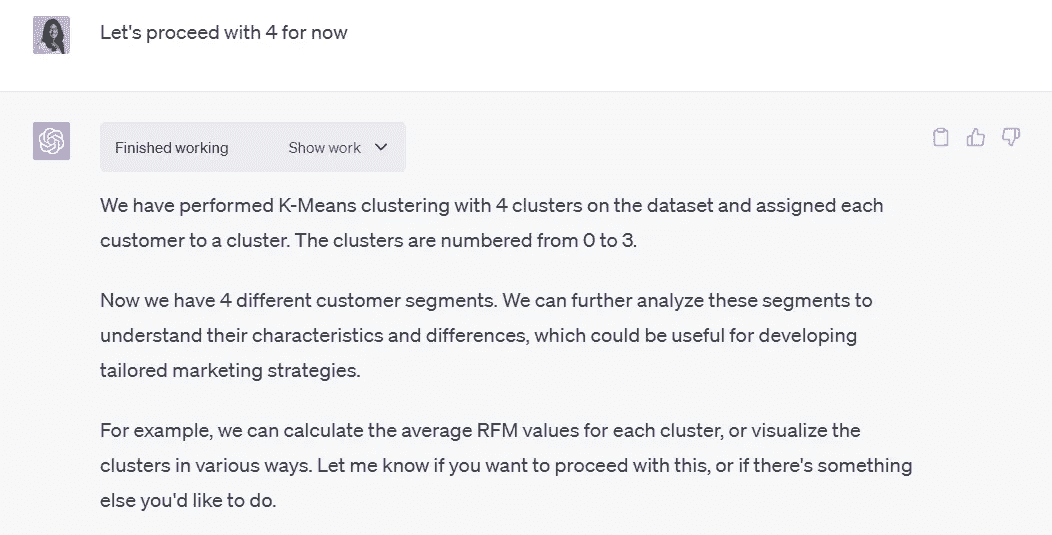 Let's proceed with 4 for now
Finished working Show work
We have performed K-Means clustering with 4 clusters on the dataset and assigned each
customer to a cluster. The clusters are numbered from 0 to 3.
Now we have 4 different customer segments. We can further analyze these segments to
understand their characteristics and differences, which could be useful for developing
tailored marketing strategies.
For example, we can calculate the average RFM values for each cluster, or visualize the
clusters in various ways. Let me know if you want to proceed with this, or if there's something
else you'd like to do.